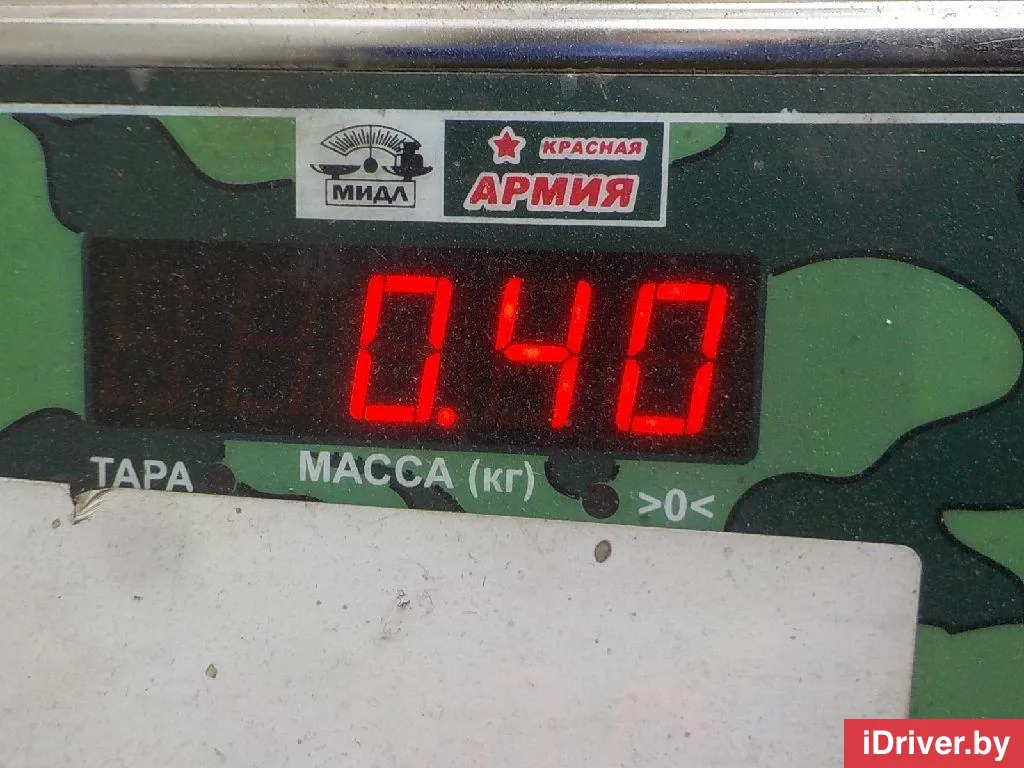 МИДЛ
КРАСНАЯ
АРМИЯ
0.40
ТАРА
МАССА (кг)
>0<
iDriver.by